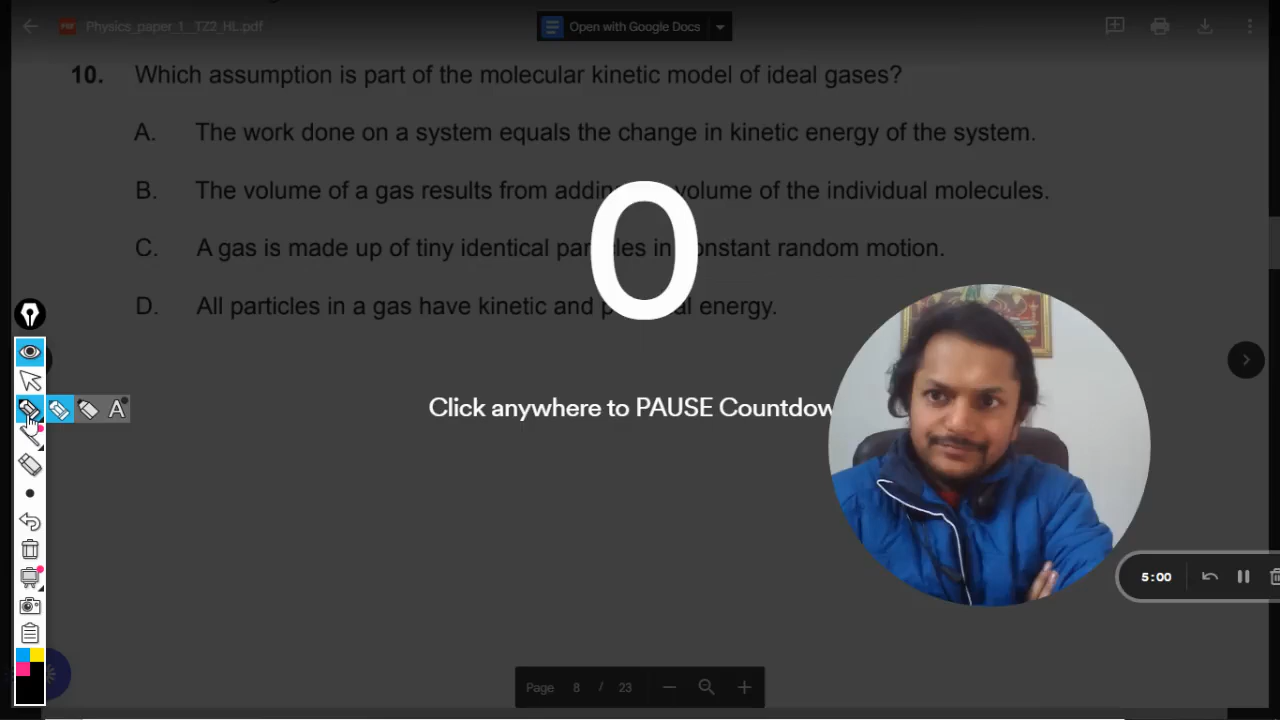 Physics_paper_1__TZ2_HL.pdf
Open with Google Docs
10. Which assumption is part of the molecular kinetic model of ideal gases?
A. The work done on a system equals the change in kinetic energy of the system.
B. The volume of a gas results from addin volume of the individual molecules.
C. A gas is made up of tiny identical par les in onstant random motion.
D. All particles in a gas have kinetic and p al energy.
0
Click anywhere to PAUSE Countdow
A
5:00
Page 8 / 23